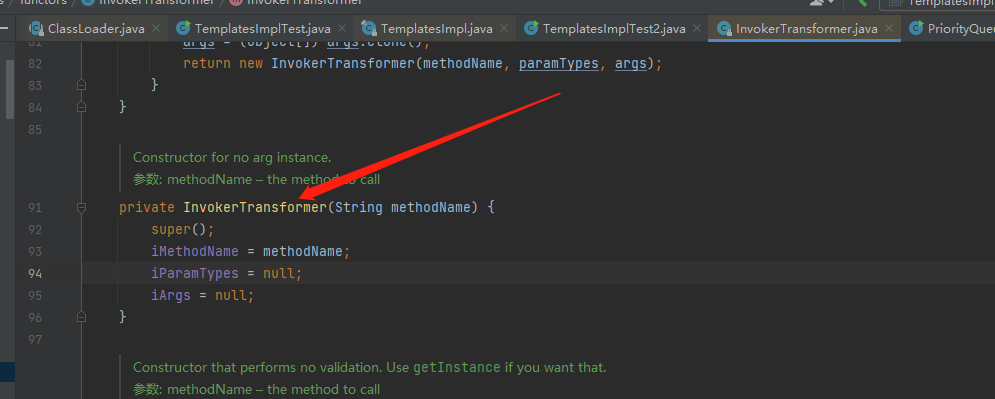 functors / InvokerTransformer / m InvokerTransformer
TemplatesImpl
ClassLoader.java TemplatesImplTest.java TemplatesImpl.java TemplatesImplTest2.java InvokerTransformer.java PriorityQueu
81 args = (Object[]) args.clone();
82 return new InvokerTransformer(methodName, paramTypes, args);
83 }
84 }
85
Constructor for no arg instance.
参数: methodName – the method to call
91 private InvokerTransformer(String methodName) {
92 super();
93 iMethodName = methodName;
94 iParamTypes = null;
95 iArgs = null;
96 }
97
Constructor that performs no validation. Use getInstance if you want that.
参数: methodName – the method to call